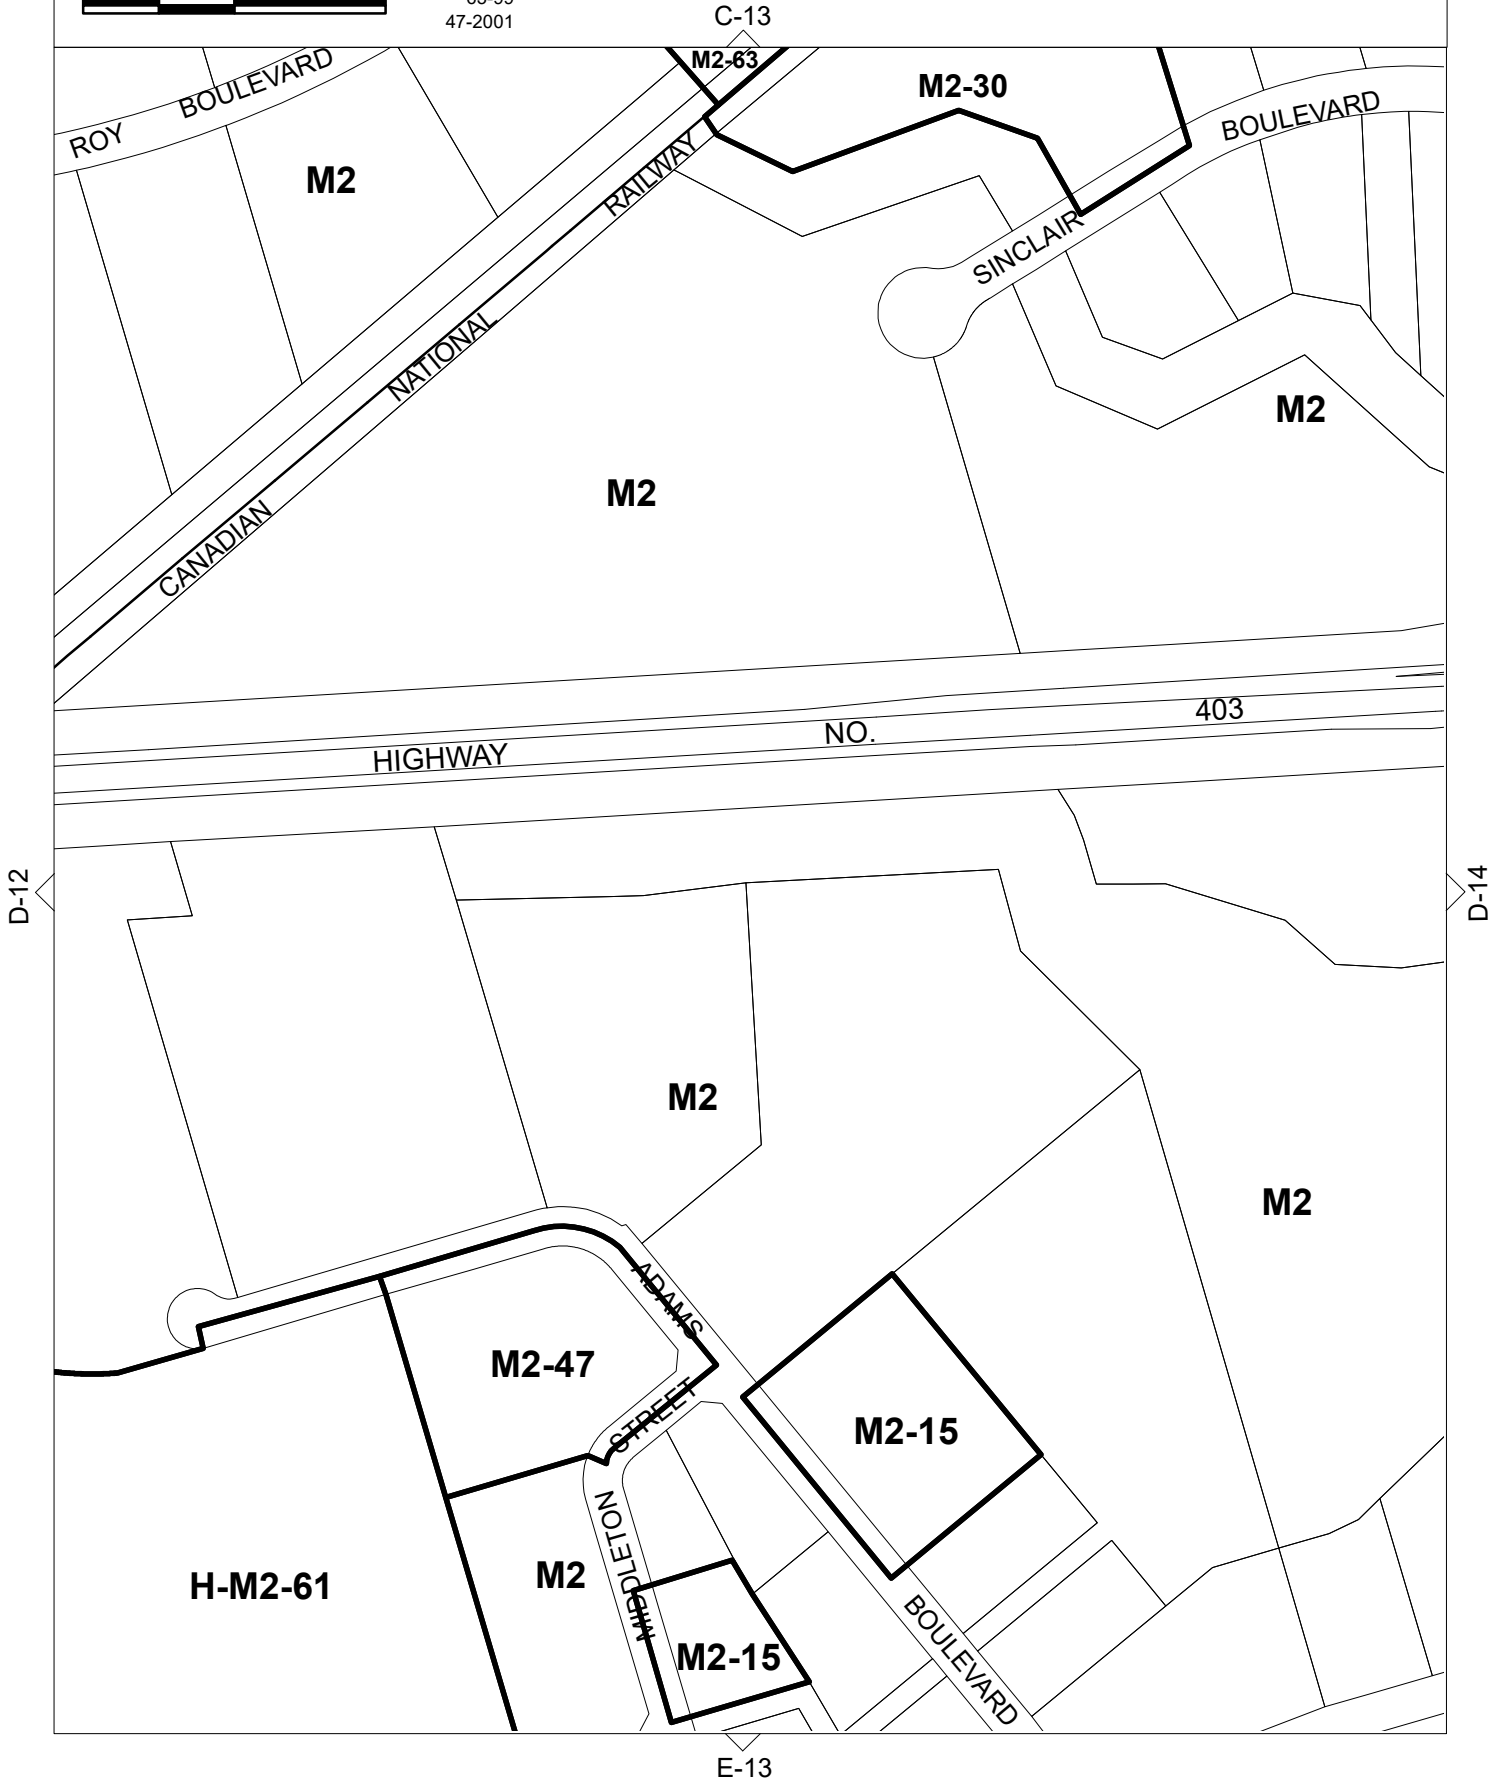 47-2001
C-13
M2-63
M2-30
ROY BOULEVARD
SINCLAIR BOULEVARD
M2
CANADIAN NATIONAL RAILWAY
M2
M2
HIGHWAY NO. 403
D-12
D-14
M2
M2
ADAMS
M2-47
STREET
M2-15
MIDDLETON
M2
H-M2-61
M2-15
BOULEVARD
E-13